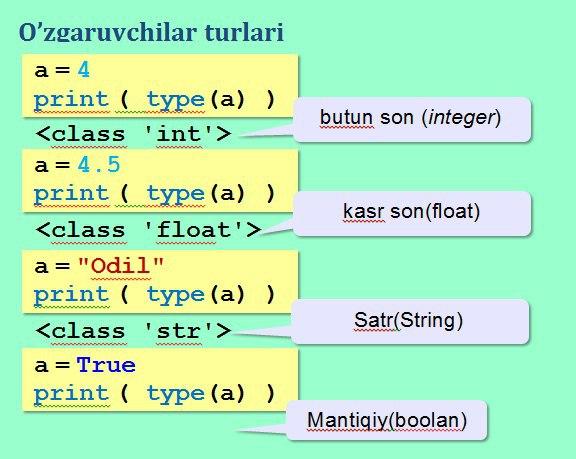 O’zgaruvchilar turlari
a = 4
print ( type(a) )
<class 'int'>
butun son (integer)
a = 4.5
print ( type(a) )
<class 'float'>
kasr son(float)
a = "Odil"
print ( type(a) )
<class 'str'>
Satr(String)
a = True
print ( type(a) )
Mantiqiy(boolan)